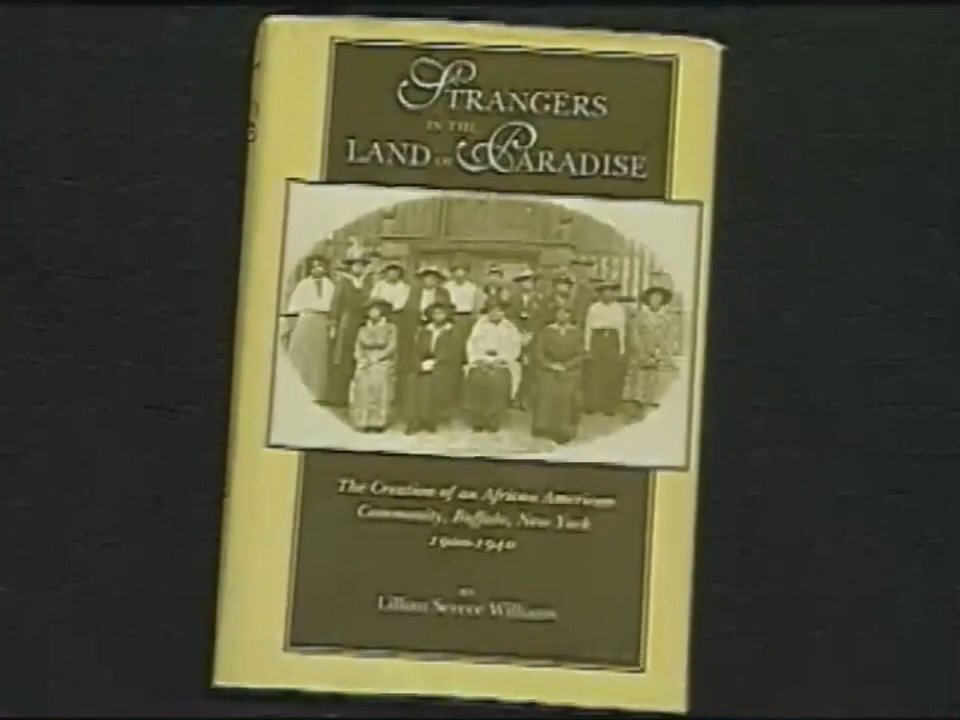 STRANGERS
IN THE
LAND OF PARADISE
The Creation of an African American
Community, Buffalo, New York
1900-1940
BY
Lillian Serece Williams